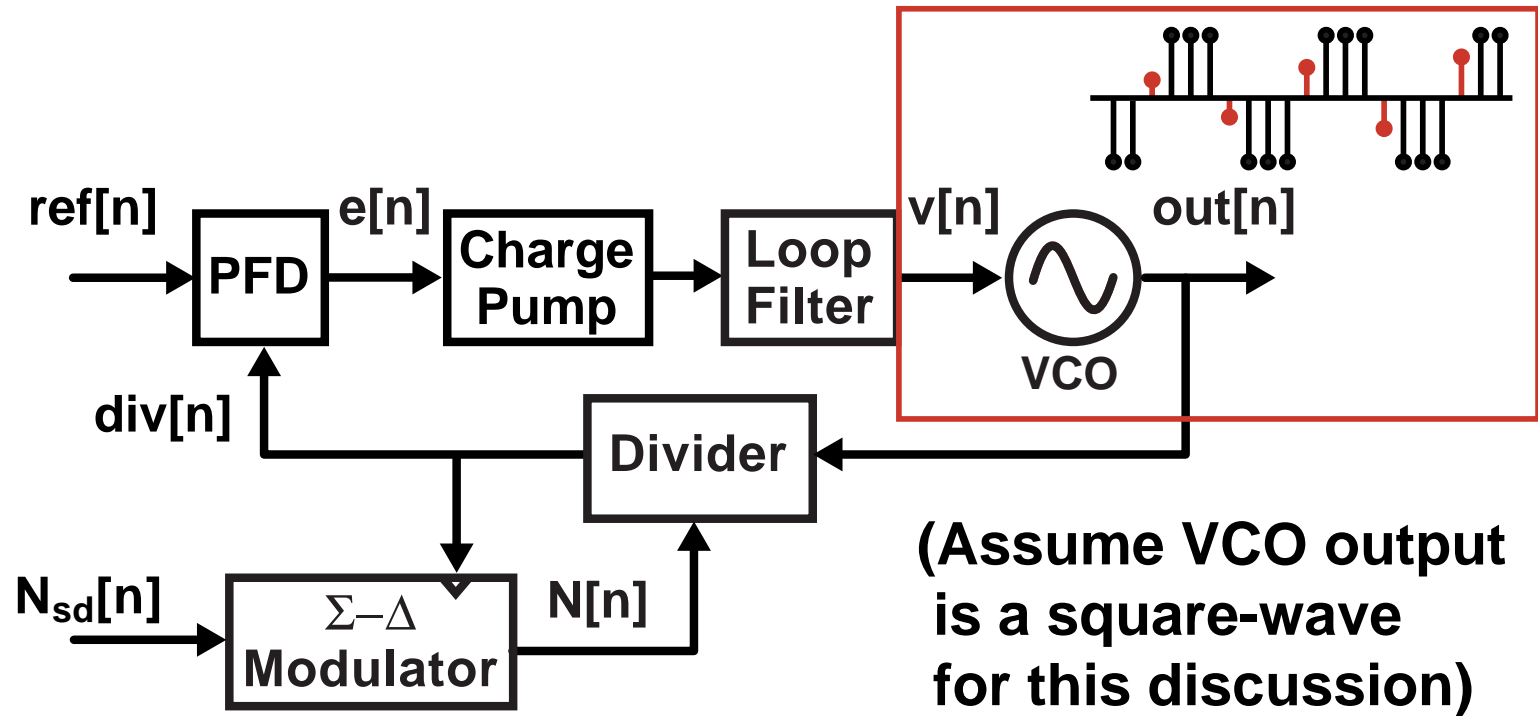 ref[n]
PFD
e[n]
Charge
Pump
Loop
Filter
v[n]
VCO
out[n]
div[n]
Divider
N_sd[n]
Σ–Δ
Modulator
N[n]
(Assume VCO output
is a square-wave
for this discussion)